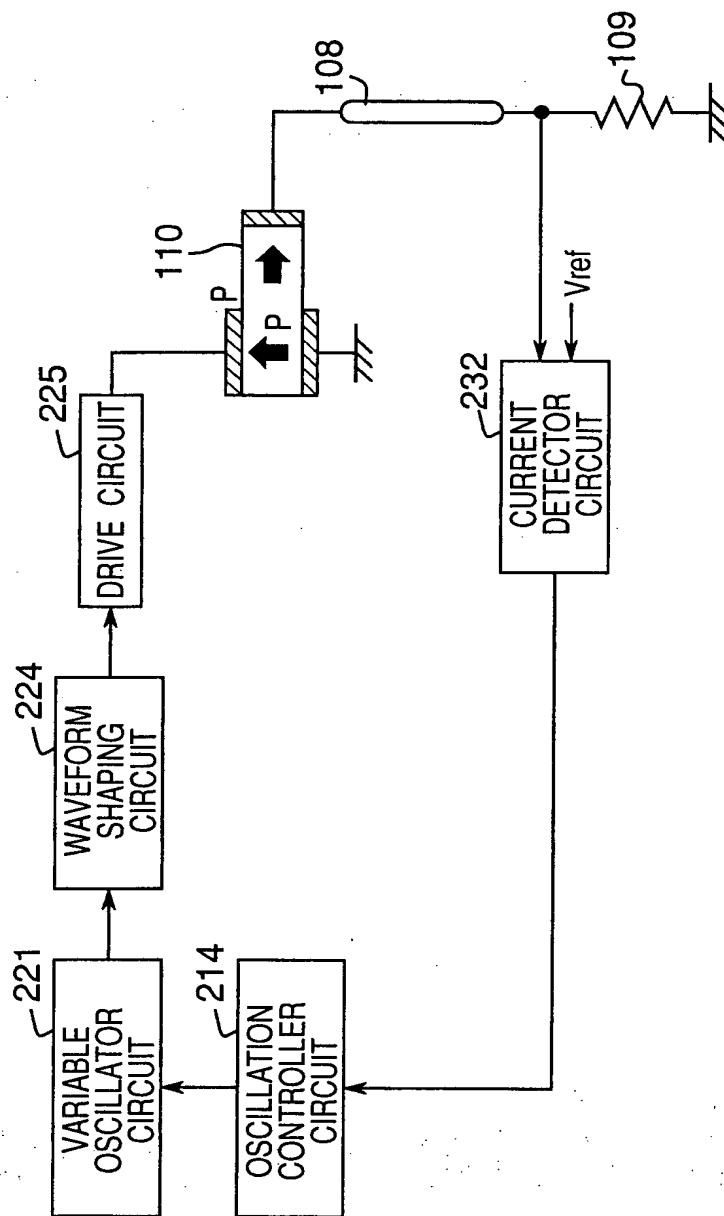 221
VARIABLE
OSCILLATOR
CIRCUIT
224
WAVEFORM
SHAPING
CIRCUIT
225
DRIVE CIRCUIT
110
P
P
108
109
214
OSCILLATION
CONTROLLER
CIRCUIT
232
CURRENT
DETECTOR
CIRCUIT
Vref